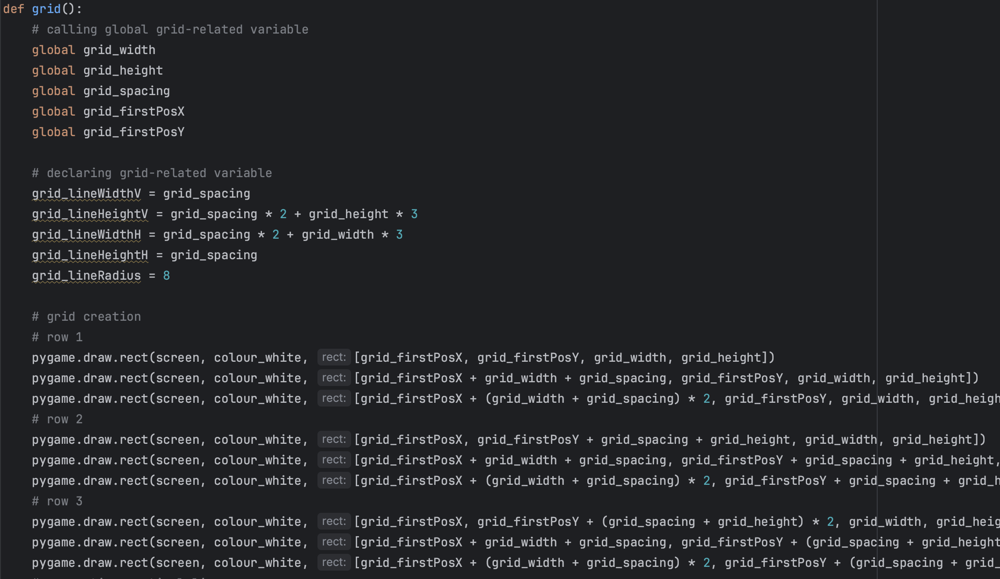 def grid():
    # calling global grid-related variable
    global grid_width
    global grid_height
    global grid_spacing
    global grid_firstPosX
    global grid_firstPosY

    # declaring grid-related variable
    grid_lineWidthV = grid_spacing
    grid_lineHeightV = grid_spacing * 2 + grid_height * 3
    grid_lineWidthH = grid_spacing * 2 + grid_width * 3
    grid_lineHeightH = grid_spacing
    grid_lineRadius = 8

    # grid creation
    # row 1
    pygame.draw.rect(screen, colour_white, rect: [grid_firstPosX, grid_firstPosY, grid_width, grid_height])
    pygame.draw.rect(screen, colour_white, rect: [grid_firstPosX + grid_width + grid_spacing, grid_firstPosY, grid_width, grid_height])
    pygame.draw.rect(screen, colour_white, rect: [grid_firstPosX + (grid_width + grid_spacing) * 2, grid_firstPosY, grid_width, grid_heigh
    # row 2
    pygame.draw.rect(screen, colour_white, rect: [grid_firstPosX, grid_firstPosY + grid_spacing + grid_height, grid_width, grid_height])
    pygame.draw.rect(screen, colour_white, rect: [grid_firstPosX + grid_width + grid_spacing, grid_firstPosY + grid_spacing + grid_height,
    pygame.draw.rect(screen, colour_white, rect: [grid_firstPosX + (grid_width + grid_spacing) * 2, grid_firstPosY + grid_spacing + grid_h
    # row 3
    pygame.draw.rect(screen, colour_white, rect: [grid_firstPosX, grid_firstPosY + (grid_spacing + grid_height) * 2, grid_width, grid_heig
    pygame.draw.rect(screen, colour_white, rect: [grid_firstPosX + grid_width + grid_spacing, grid_firstPosY + (grid_spacing + grid_height
    pygame.draw.rect(screen, colour_white, rect: [grid_firstPosX + (grid_width + grid_spacing) * 2, grid_firstPosY + (grid_spacing + grid_